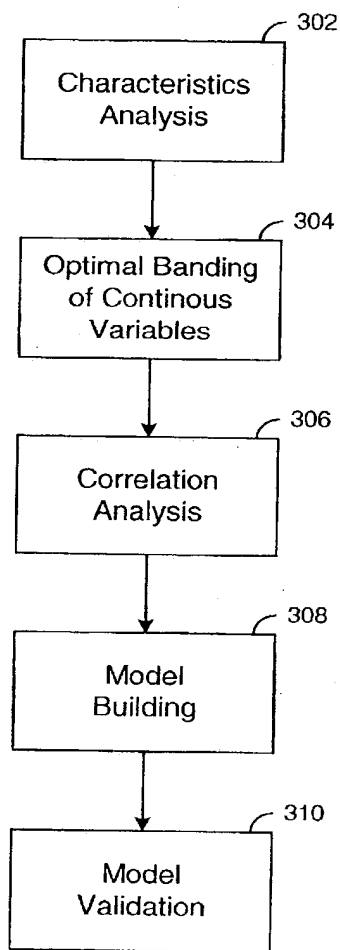 302
Characteristics
Analysis
304
Optimal Banding
of Continous
Variables
306
Correlation
Analysis
308
Model
Building
310
Model
Validation